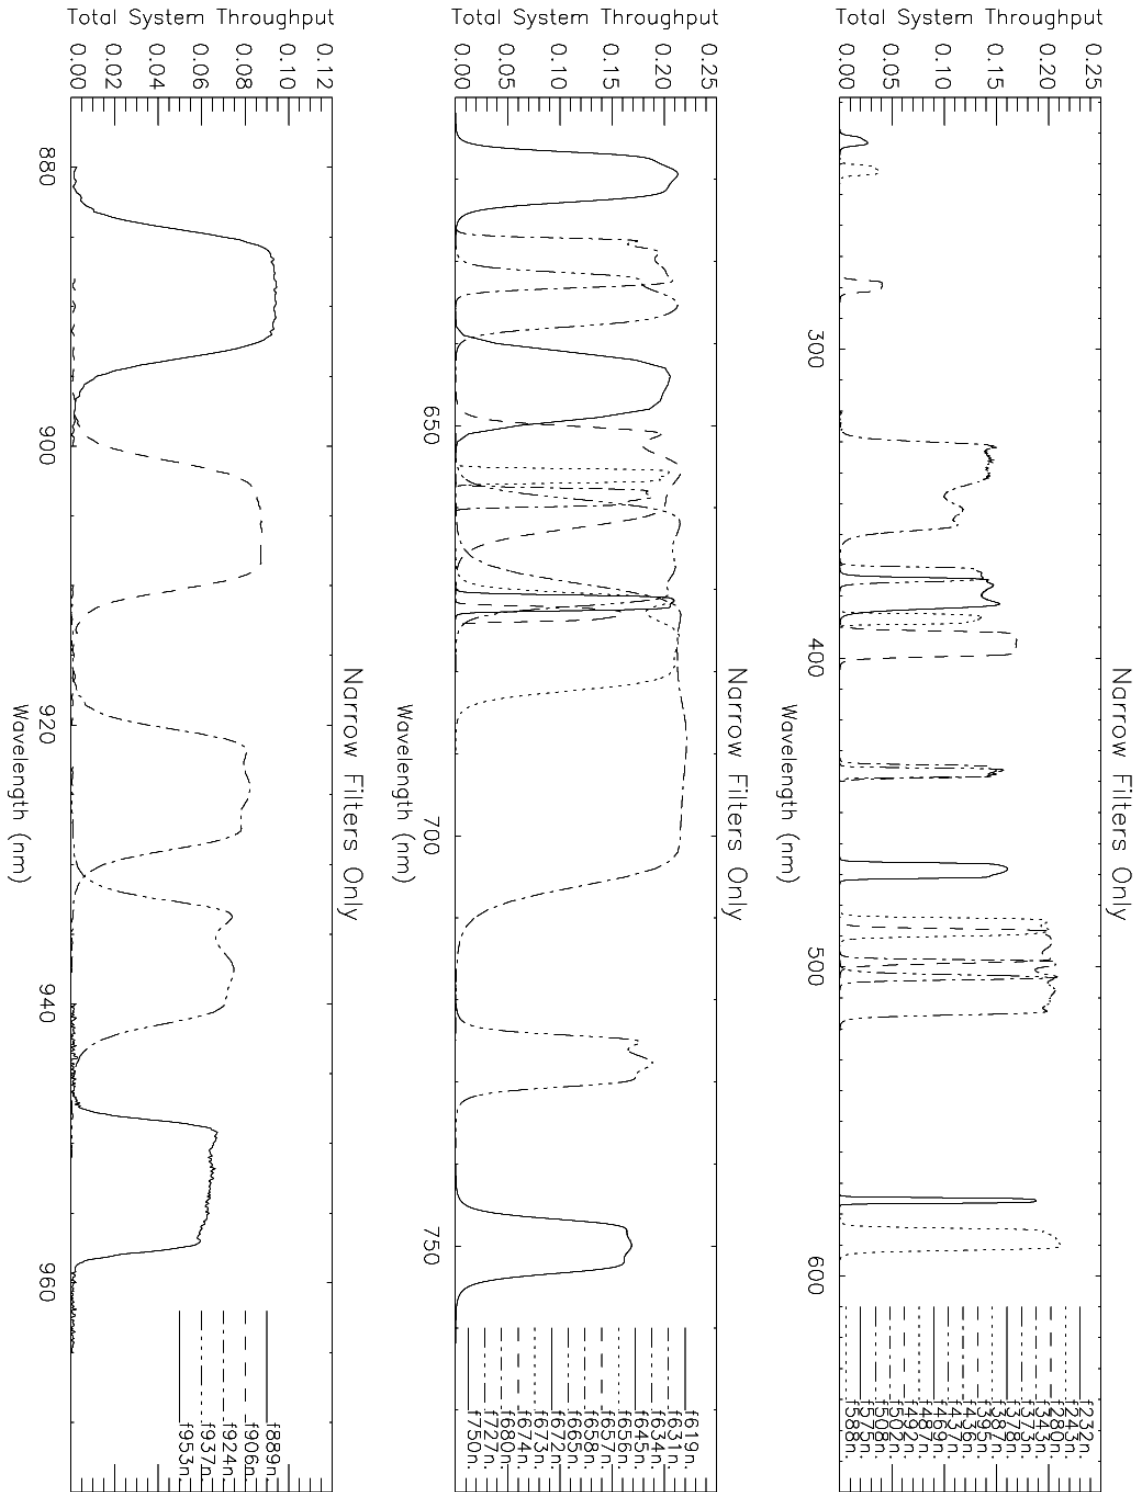 Narrow Filters Only
Total System Throughput
0.25
0.20
0.15
0.10
0.05
0.00
300
400
500
600
Wavelength (nm)
f232n.
f243n.
f280n.
f343n.
f373n.
f378n.
f387n.
f395n.
f436n.
f437n.
f469n.
f487n.
f492n.
f502n.
f508n.
f575n.
f588n.
Narrow Filters Only
Total System Throughput
0.25
0.20
0.15
0.10
0.05
0.00
650
700
750
Wavelength (nm)
f619n.
f631n.
f634n.
f645n.
f656n.
f657n.
f658n.
f665n.
f672n.
f673n.
f674n.
f680n.
f727n.
f750n.
Narrow Filters Only
Total System Throughput
0.12
0.10
0.08
0.06
0.04
0.02
0.00
880
900
920
940
960
Wavelength (nm)
f889n.
f906n.
f924n.
f937n.
f953n.